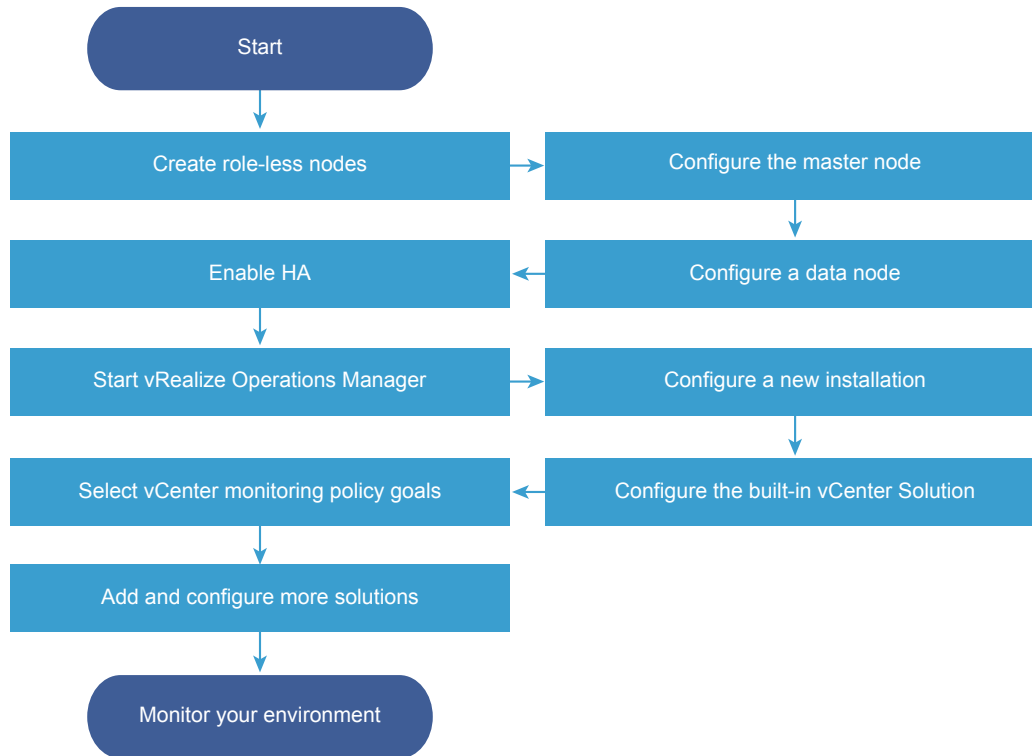 Start
Create role-less nodes
Configure the master node
Enable HA
Configure a data node
Start vRealize Operations Manager
Configure a new installation
Select vCenter monitoring policy goals
Configure the built-in vCenter Solution
Add and configure more solutions
Monitor your environment